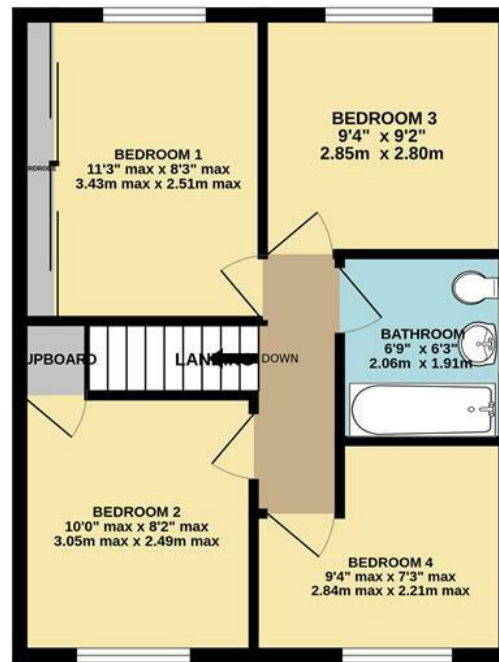 BEDROOM 1
11'3" max x 8'3" max
3.43m max x 2.51m max
BEDROOM 3
9'4" x 9'2"
2.85m x 2.80m
BATHROOM
6'9" x 6'3"
2.06m x 1.91m
UPBOARD
DOWN
BEDROOM 2
10'0" max x 8'2" max
3.05m max x 2.49m max
BEDROOM 4
9'4" max x 7'3" max
2.84m max x 2.21m max